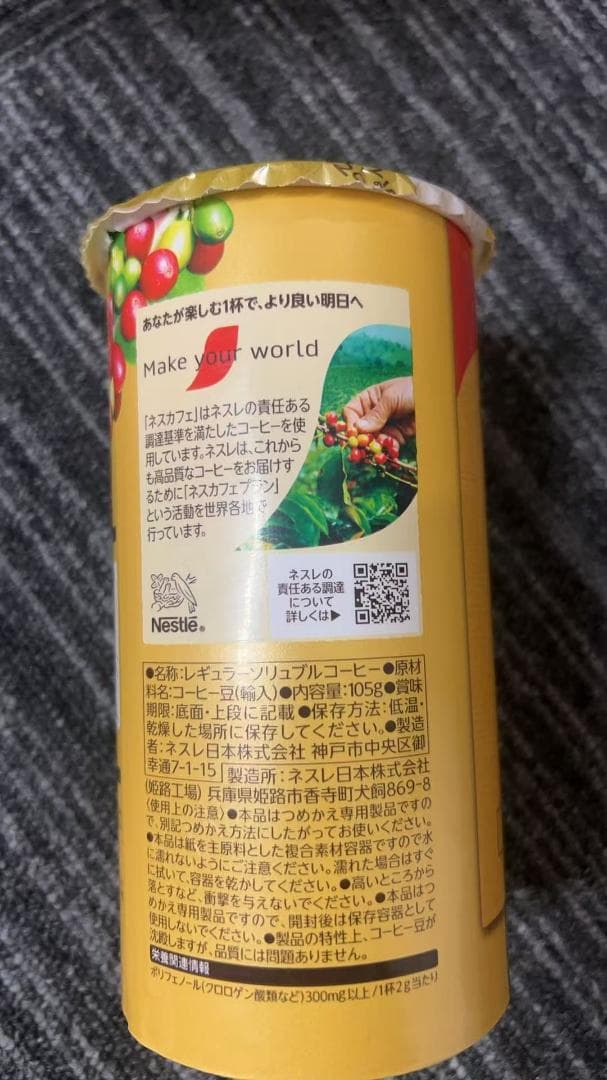 あなたが楽しむ1杯で、より良い明日へ
Make your world
「ネスカフェ」はネスレの責任ある
調達基準を満たしたコーヒーを使
用しています。ネスレは、これから
も高品質なコーヒーをお届けす
るために「ネスカフェプラン」
という活動を世界各地で
行っています。
Nestlé®
ネスレの
責任ある調達
について
詳しくは▶
●名称:レギュラーソリュブルコーヒー●原材
料名:コーヒー豆(輸入)●内容量:105g●賞味
期限:底面・上段に記載●保存方法:低温・
乾燥した場所に保存してください。●製造
者:ネスレ日本株式会社 神戸市中央区御
幸通7-1-15 製造所:ネスレ日本株式会社
(姫路工場) 兵庫県姫路市香寺町犬飼869-8
〈使用上の注意〉●本品はつめかえ専用製品ですの
で、別記つめかえ方法にしたがってお使いください。
●本品は紙を主原料とした複合素材容器ですので水
に濡れないようにご注意ください。濡れた場合はすぐ
に拭いて、容器を乾かしてください。●高いところから
落とすなど、衝撃を与えないでください。●本品はつ
めかえ専用製品ですので、開封後は保存容器として
使用しないでください。●製品の特性上、コーヒー豆が
沈殿しますが、品質には問題ありません。
栄養関連情報
ポリフェノール(クロロゲン酸類など)300mg以上/1杯2g当たり